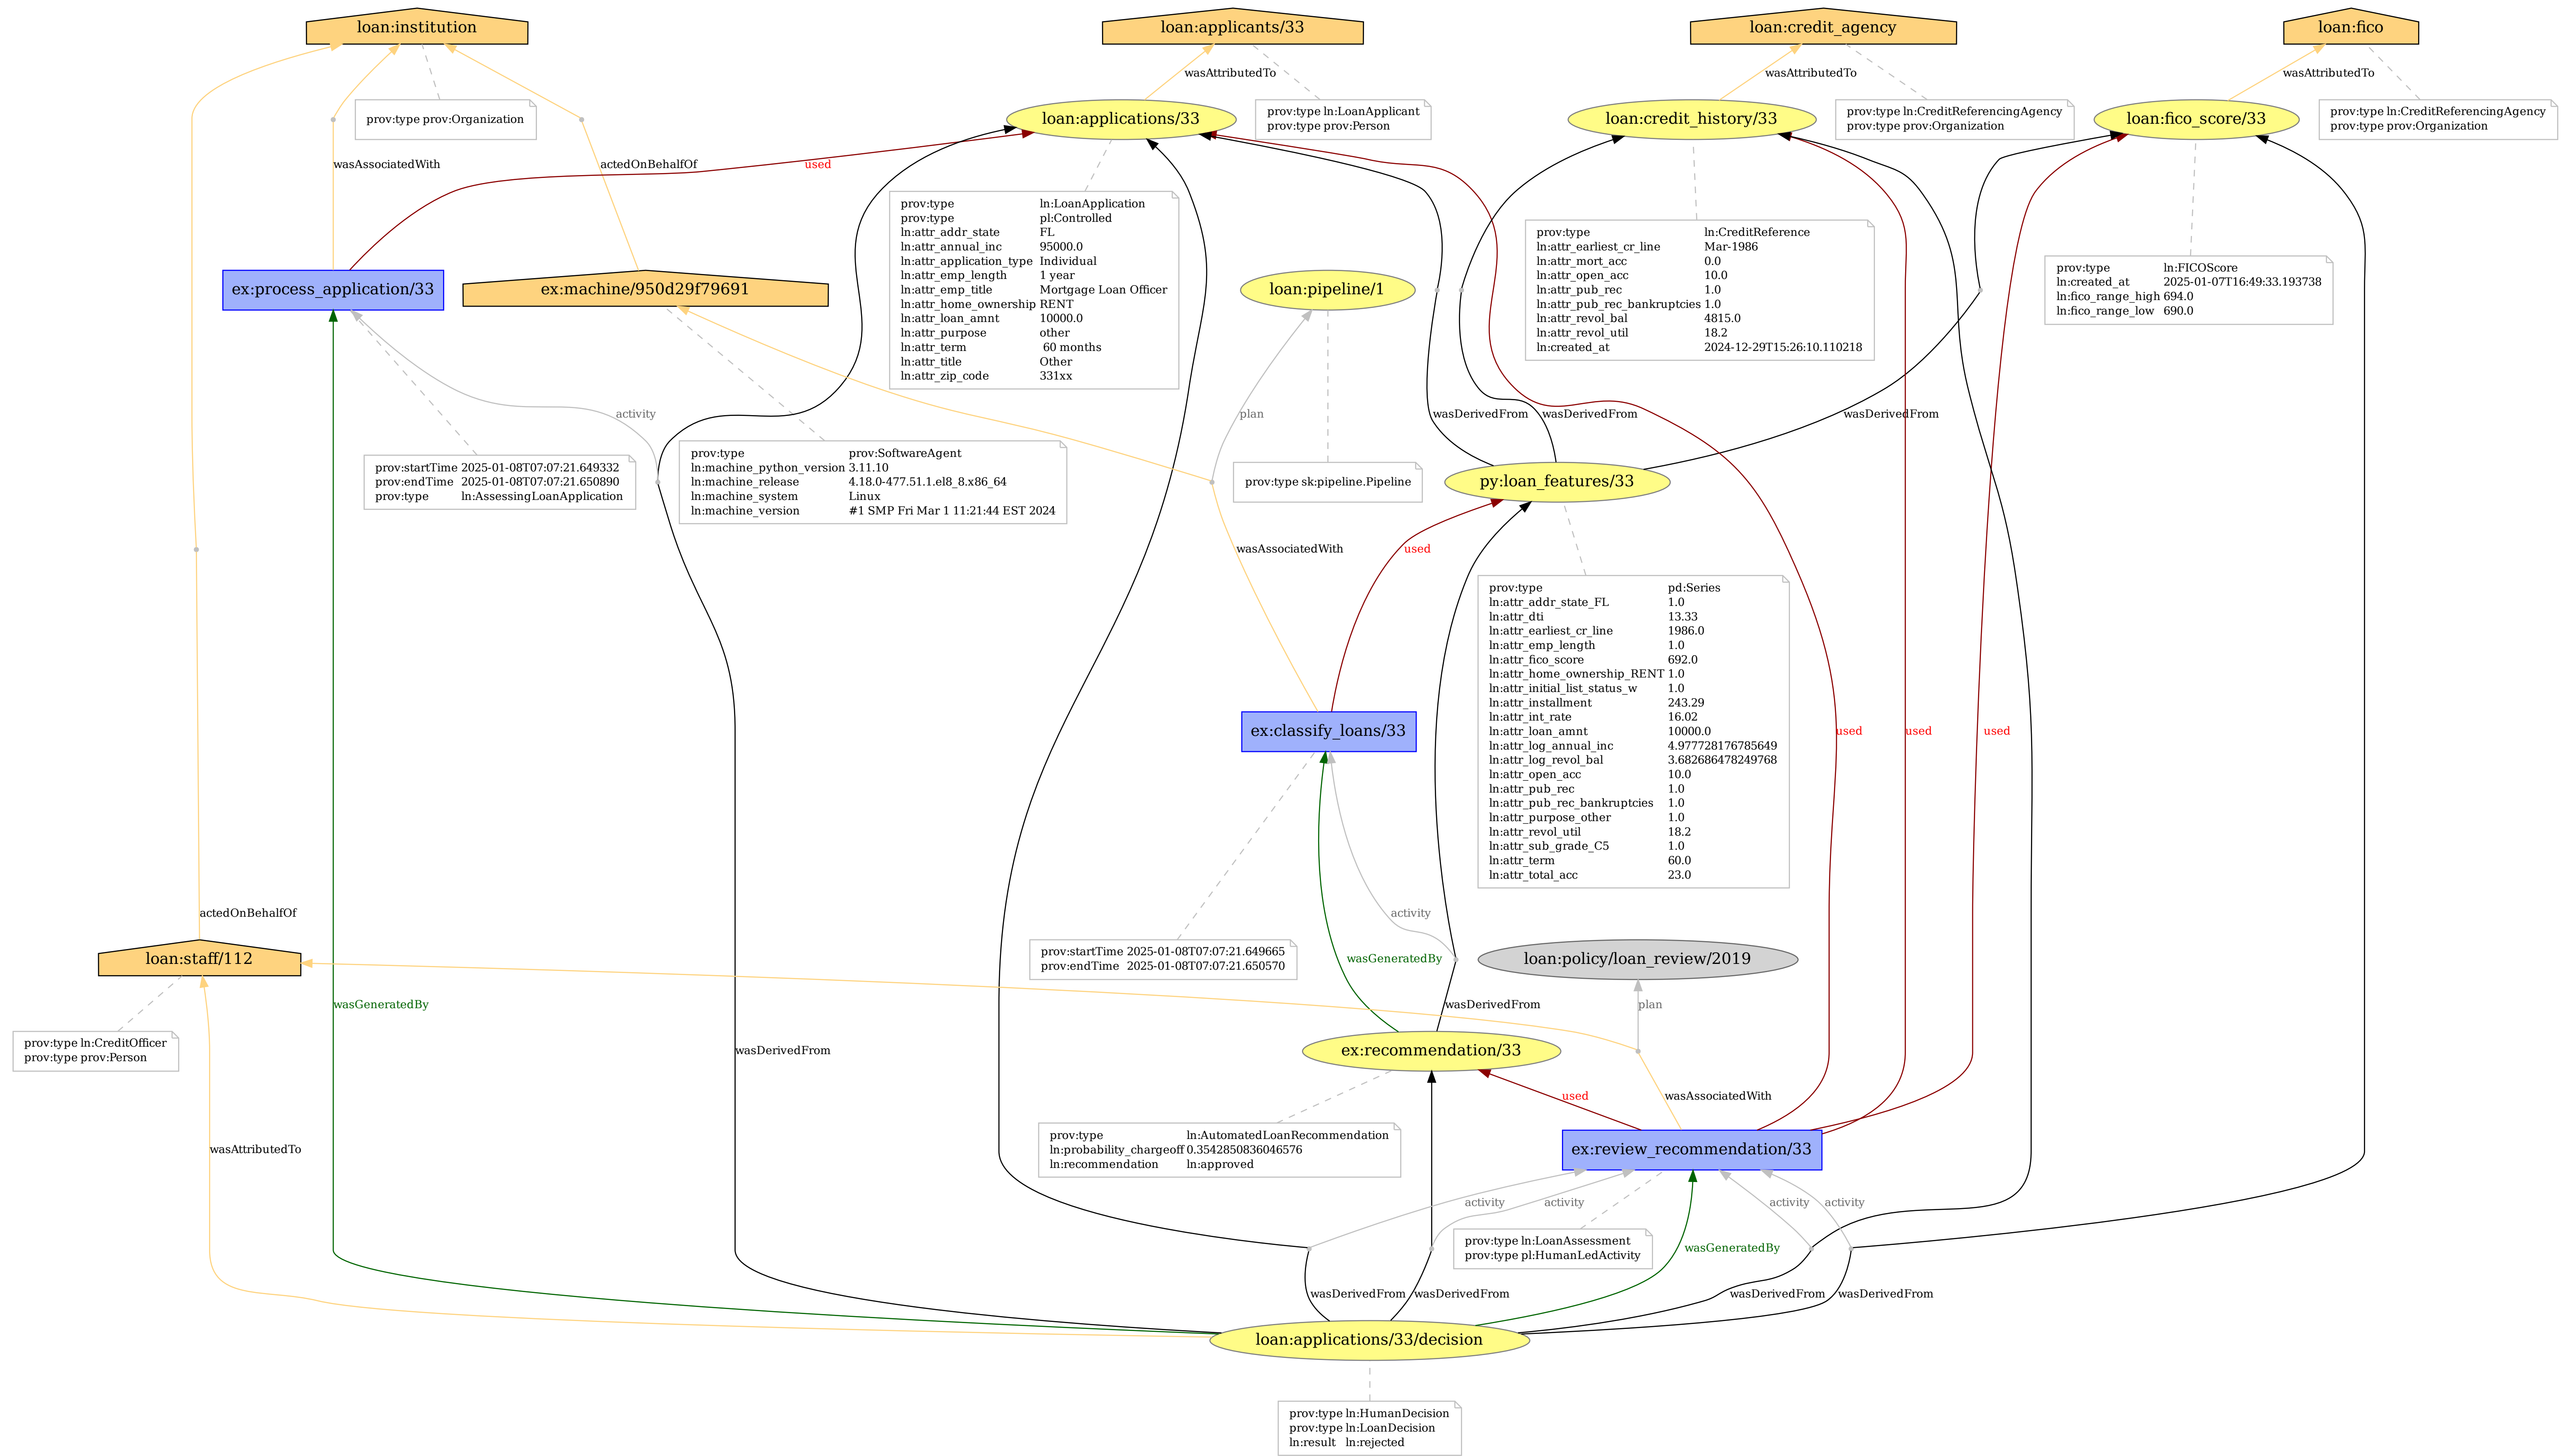 loan:institution
loan:applicants/33
loan:credit_agency
loan:fico
wasAttributedTo
wasAttributedTo
wasAttributedTo
prov:type prov:Organization
loan:applications/33
prov:type ln:LoanApplicant
prov:type prov:Person
loan:credit_history/33
prov:type ln:CreditReferencingAgency
prov:type prov:Organization
loan:fico_score/33
prov:type ln:CreditReferencingAgency
prov:type prov:Organization
wasAssociatedWith
actedOnBehalfOf
used
prov:type ln:LoanApplication
prov:type pl:Controlled
ln:attr_addr_state FL
ln:attr_annual_inc 95000.0
ln:attr_application_type Individual
ln:attr_emp_length 1 year
ln:attr_emp_title Mortgage Loan Officer
ln:attr_home_ownership RENT
ln:attr_loan_amnt 10000.0
ln:attr_purpose other
ln:attr_term 60 months
ln:attr_title Other
ln:attr_zip_code 331xx
prov:type ln:CreditReference
ln:attr_earliest_cr_line Mar-1986
ln:attr_mort_acc 0.0
ln:attr_open_acc 10.0
ln:attr_pub_rec 1.0
ln:attr_pub_rec_bankruptcies 1.0
ln:attr_revol_bal 4815.0
ln:attr_revol_util 18.2
ln:created_at 2024-12-29T15:26:10.110218
prov:type ln:FICOScore
ln:created_at 2025-01-07T16:49:33.193738
ln:fico_range_high 694.0
ln:fico_range_low 690.0
ex:process_application/33
ex:machine/950d29f79691
loan:pipeline/1
activity
plan
wasDerivedFrom
wasDerivedFrom
wasDerivedFrom
prov:startTime 2025-01-08T07:07:21.649332
prov:endTime 2025-01-08T07:07:21.650890
prov:type ln:AssessingLoanApplication
prov:type prov:SoftwareAgent
ln:machine_python_version 3.11.10
ln:machine_release 4.18.0-477.51.1.el8_8.x86_64
ln:machine_system Linux
ln:machine_version #1 SMP Fri Mar 1 11:21:44 EST 2024
prov:type sk:pipeline.Pipeline
py:loan_features/33
wasAssociatedWith
used
prov:type pd:Series
ln:attr_addr_state_FL 1.0
ln:attr_dti 13.33
ln:attr_earliest_cr_line 1986.0
ln:attr_emp_length 1.0
ln:attr_fico_score 692.0
ln:attr_home_ownership_RENT 1.0
ln:attr_initial_list_status_w 1.0
ln:attr_installment 243.29
ln:attr_int_rate 16.02
ln:attr_loan_amnt 10000.0
ln:attr_log_annual_inc 4.977728176785649
ln:attr_log_revol_bal 3.682686478249768
ln:attr_open_acc 10.0
ln:attr_pub_rec 1.0
ln:attr_pub_rec_bankruptcies 1.0
ln:attr_purpose_other 1.0
ln:attr_revol_util 18.2
ln:attr_sub_grade_C5 1.0
ln:attr_term 60.0
ln:attr_total_acc 23.0
ex:classify_loans/33
used
used
used
actedOnBehalfOf
activity
loan:staff/112
prov:startTime 2025-01-08T07:07:21.649665
prov:endTime 2025-01-08T07:07:21.650570
wasGeneratedBy
loan:policy/loan_review/2019
wasGeneratedBy
wasDerivedFrom
plan
prov:type ln:CreditOfficer
prov:type prov:Person
wasDerivedFrom
ex:recommendation/33
used
wasAssociatedWith
prov:type ln:AutomatedLoanRecommendation
ln:probability_chargeoff 0.3542850836046576
ln:recommendation ln:approved
wasAttributedTo
ex:review_recommendation/33
activity
activity
activity
activity
prov:type ln:LoanAssessment
prov:type pl:HumanLedActivity
wasGeneratedBy
wasDerivedFrom
wasDerivedFrom
wasDerivedFrom
wasDerivedFrom
loan:applications/33/decision
prov:type ln:HumanDecision
prov:type ln:LoanDecision
ln:result ln:rejected